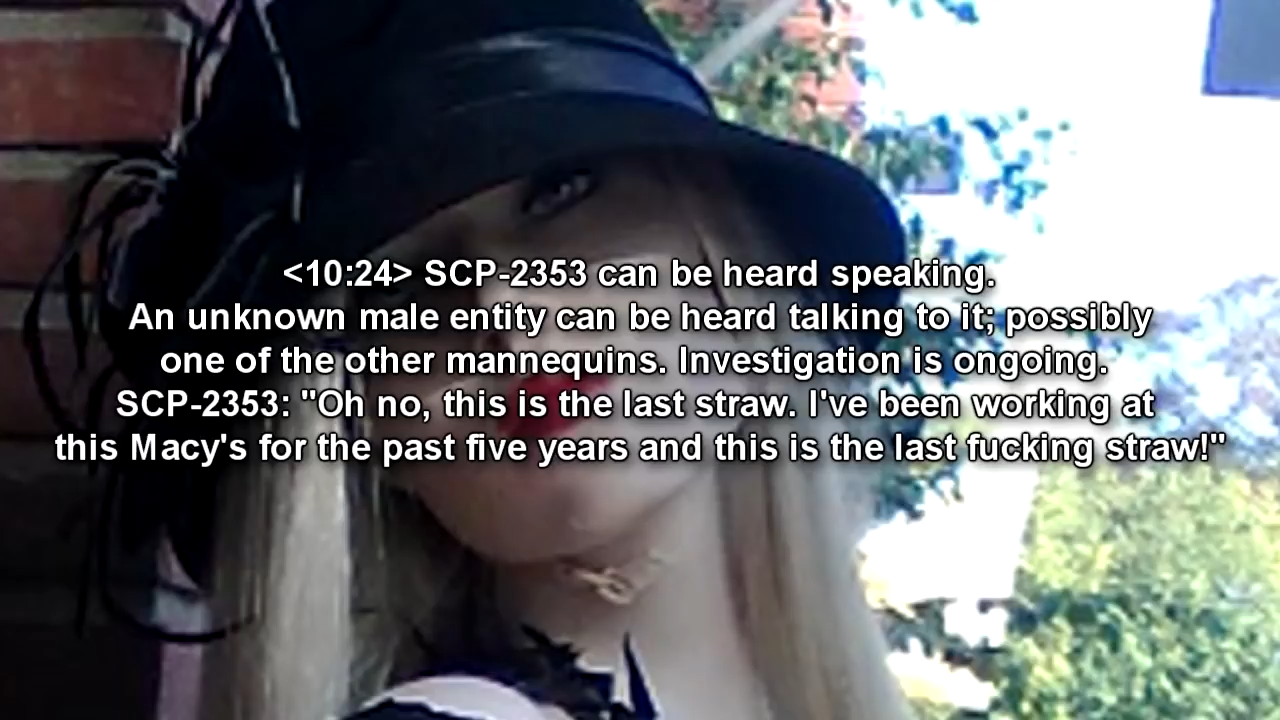 <10:24> SCP-2353 can be heard speaking.
An unknown male entity can be heard talking to it; possibly
one of the other mannequins. Investigation is ongoing.
SCP-2353: "Oh no, this is the last straw. I've been working at
this Macy's for the past five years and this is the last fucking straw!"